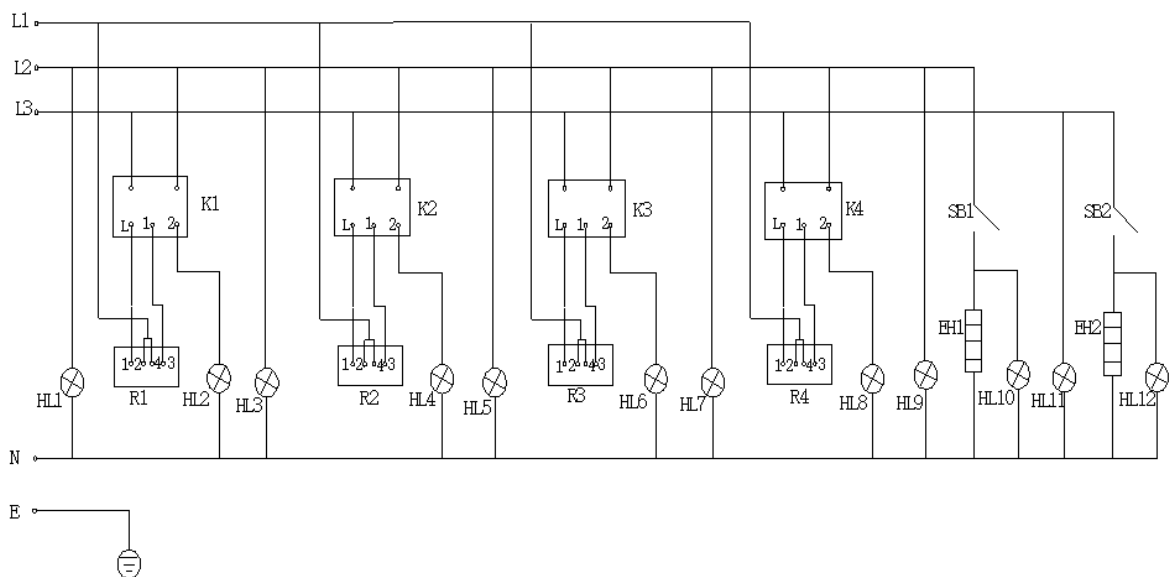 L1
L2
L3
K1
K2
K3
K4
SB1
SB2
L 1 2
L 1 2
L 1 2
L 1 2
EH1
EH2
1 2 4 3
1 2 4 3
1 2 4 3
1 2 4 3
HL1
R1
HL2
HL3
R2
HL4
HL5
R3
HL6
HL7
R4
HL8
HL9
HL10
HL11
HL12
N
E